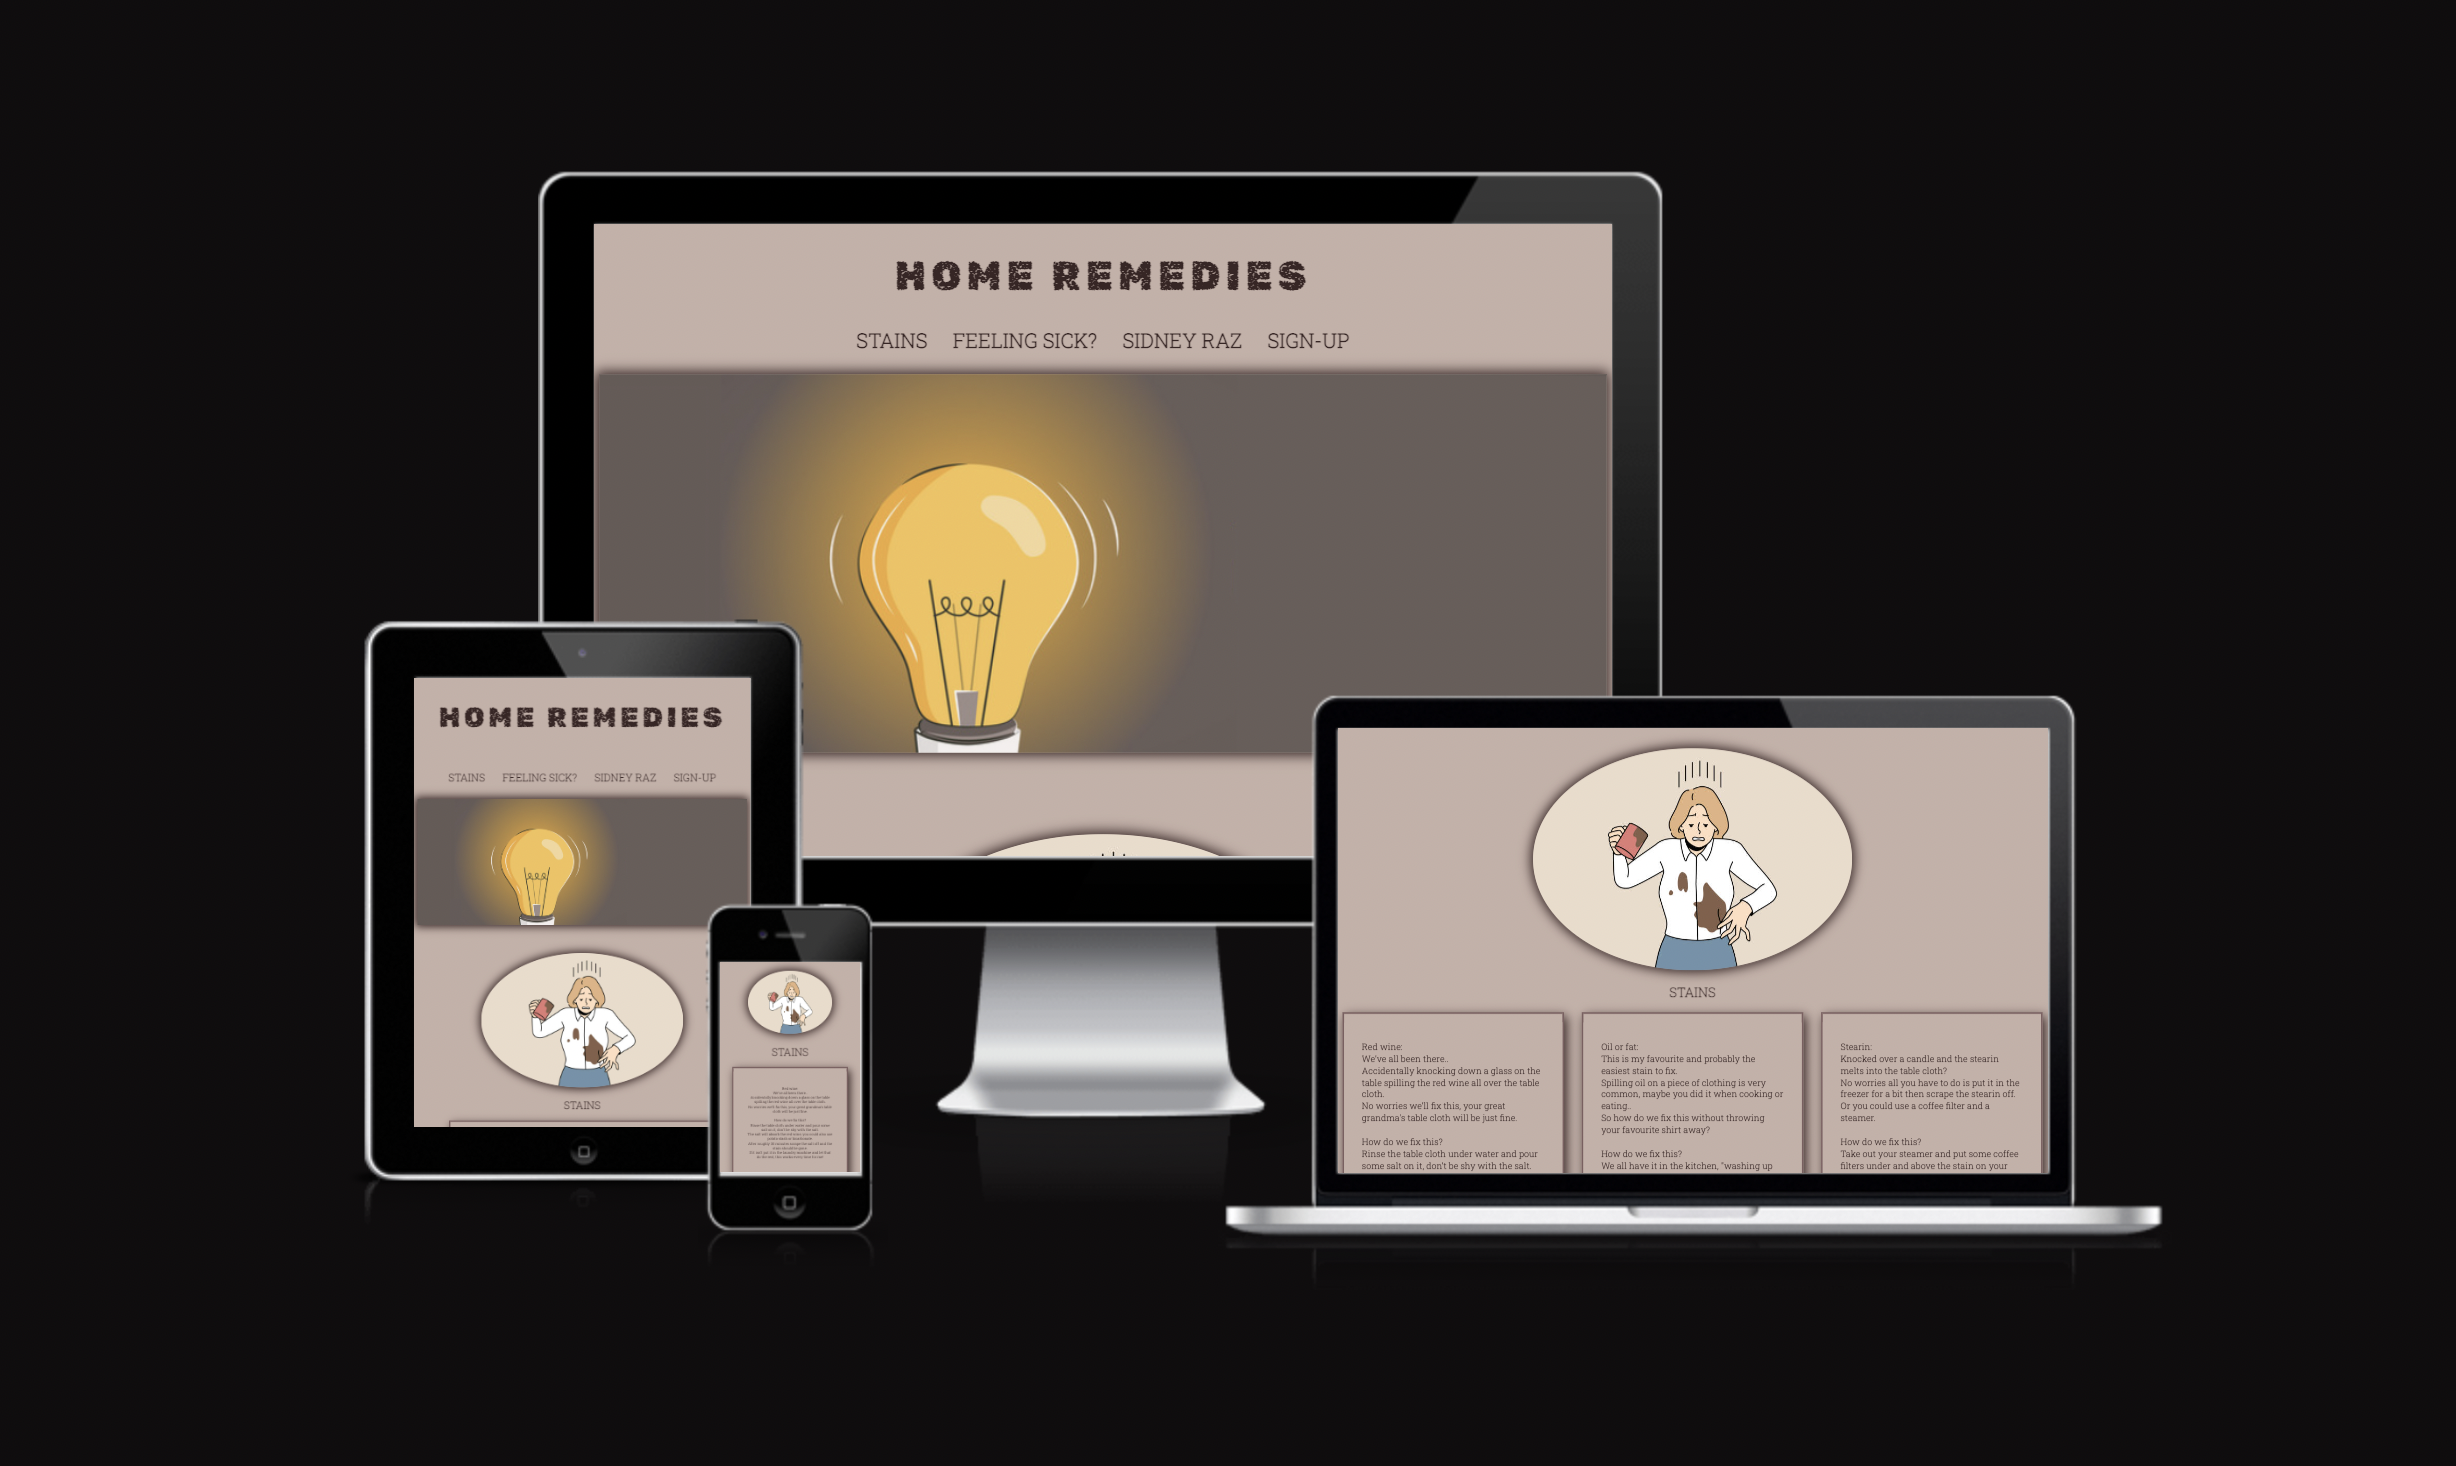 HOME REMEDIES
STAINS FEELING SICK? SIDNEY RAZ SIGN-UP
HOME REMEDIES
STAINS FEELING SICK? SIDNEY RAZ SIGN-UP
STAINS
STAINS
STAINS
Red wine:
We've all been there..
Accidentally knocking down a glass on the
table spilling the red wine all over the table
cloth.
No worries we'll fix this, your great
grandma's table cloth will be just fine.
How do we fix this?
Rinse the table cloth under water and pour
some salt on it, don't be shy with the salt.
Oil or fat:
This is my favourite and probably the
easiest stain to fix.
Spilling oil on a piece of clothing is very
common, maybe you did it when cooking or
eating..
So how do we fix this without throwing
your favourite shirt away?
How do we fix this?
We all have it in the kitchen, "washing up
Stearin:
Knocked over a candle and the stearin
melts into the table cloth?
No worries all you have to do is put it in the
freezer for a bit then scrape the stearin off.
Or you could use a coffee filter and a
steamer.
How do we fix this?
Take out your steamer and put some coffee
filters under and above the stain on your